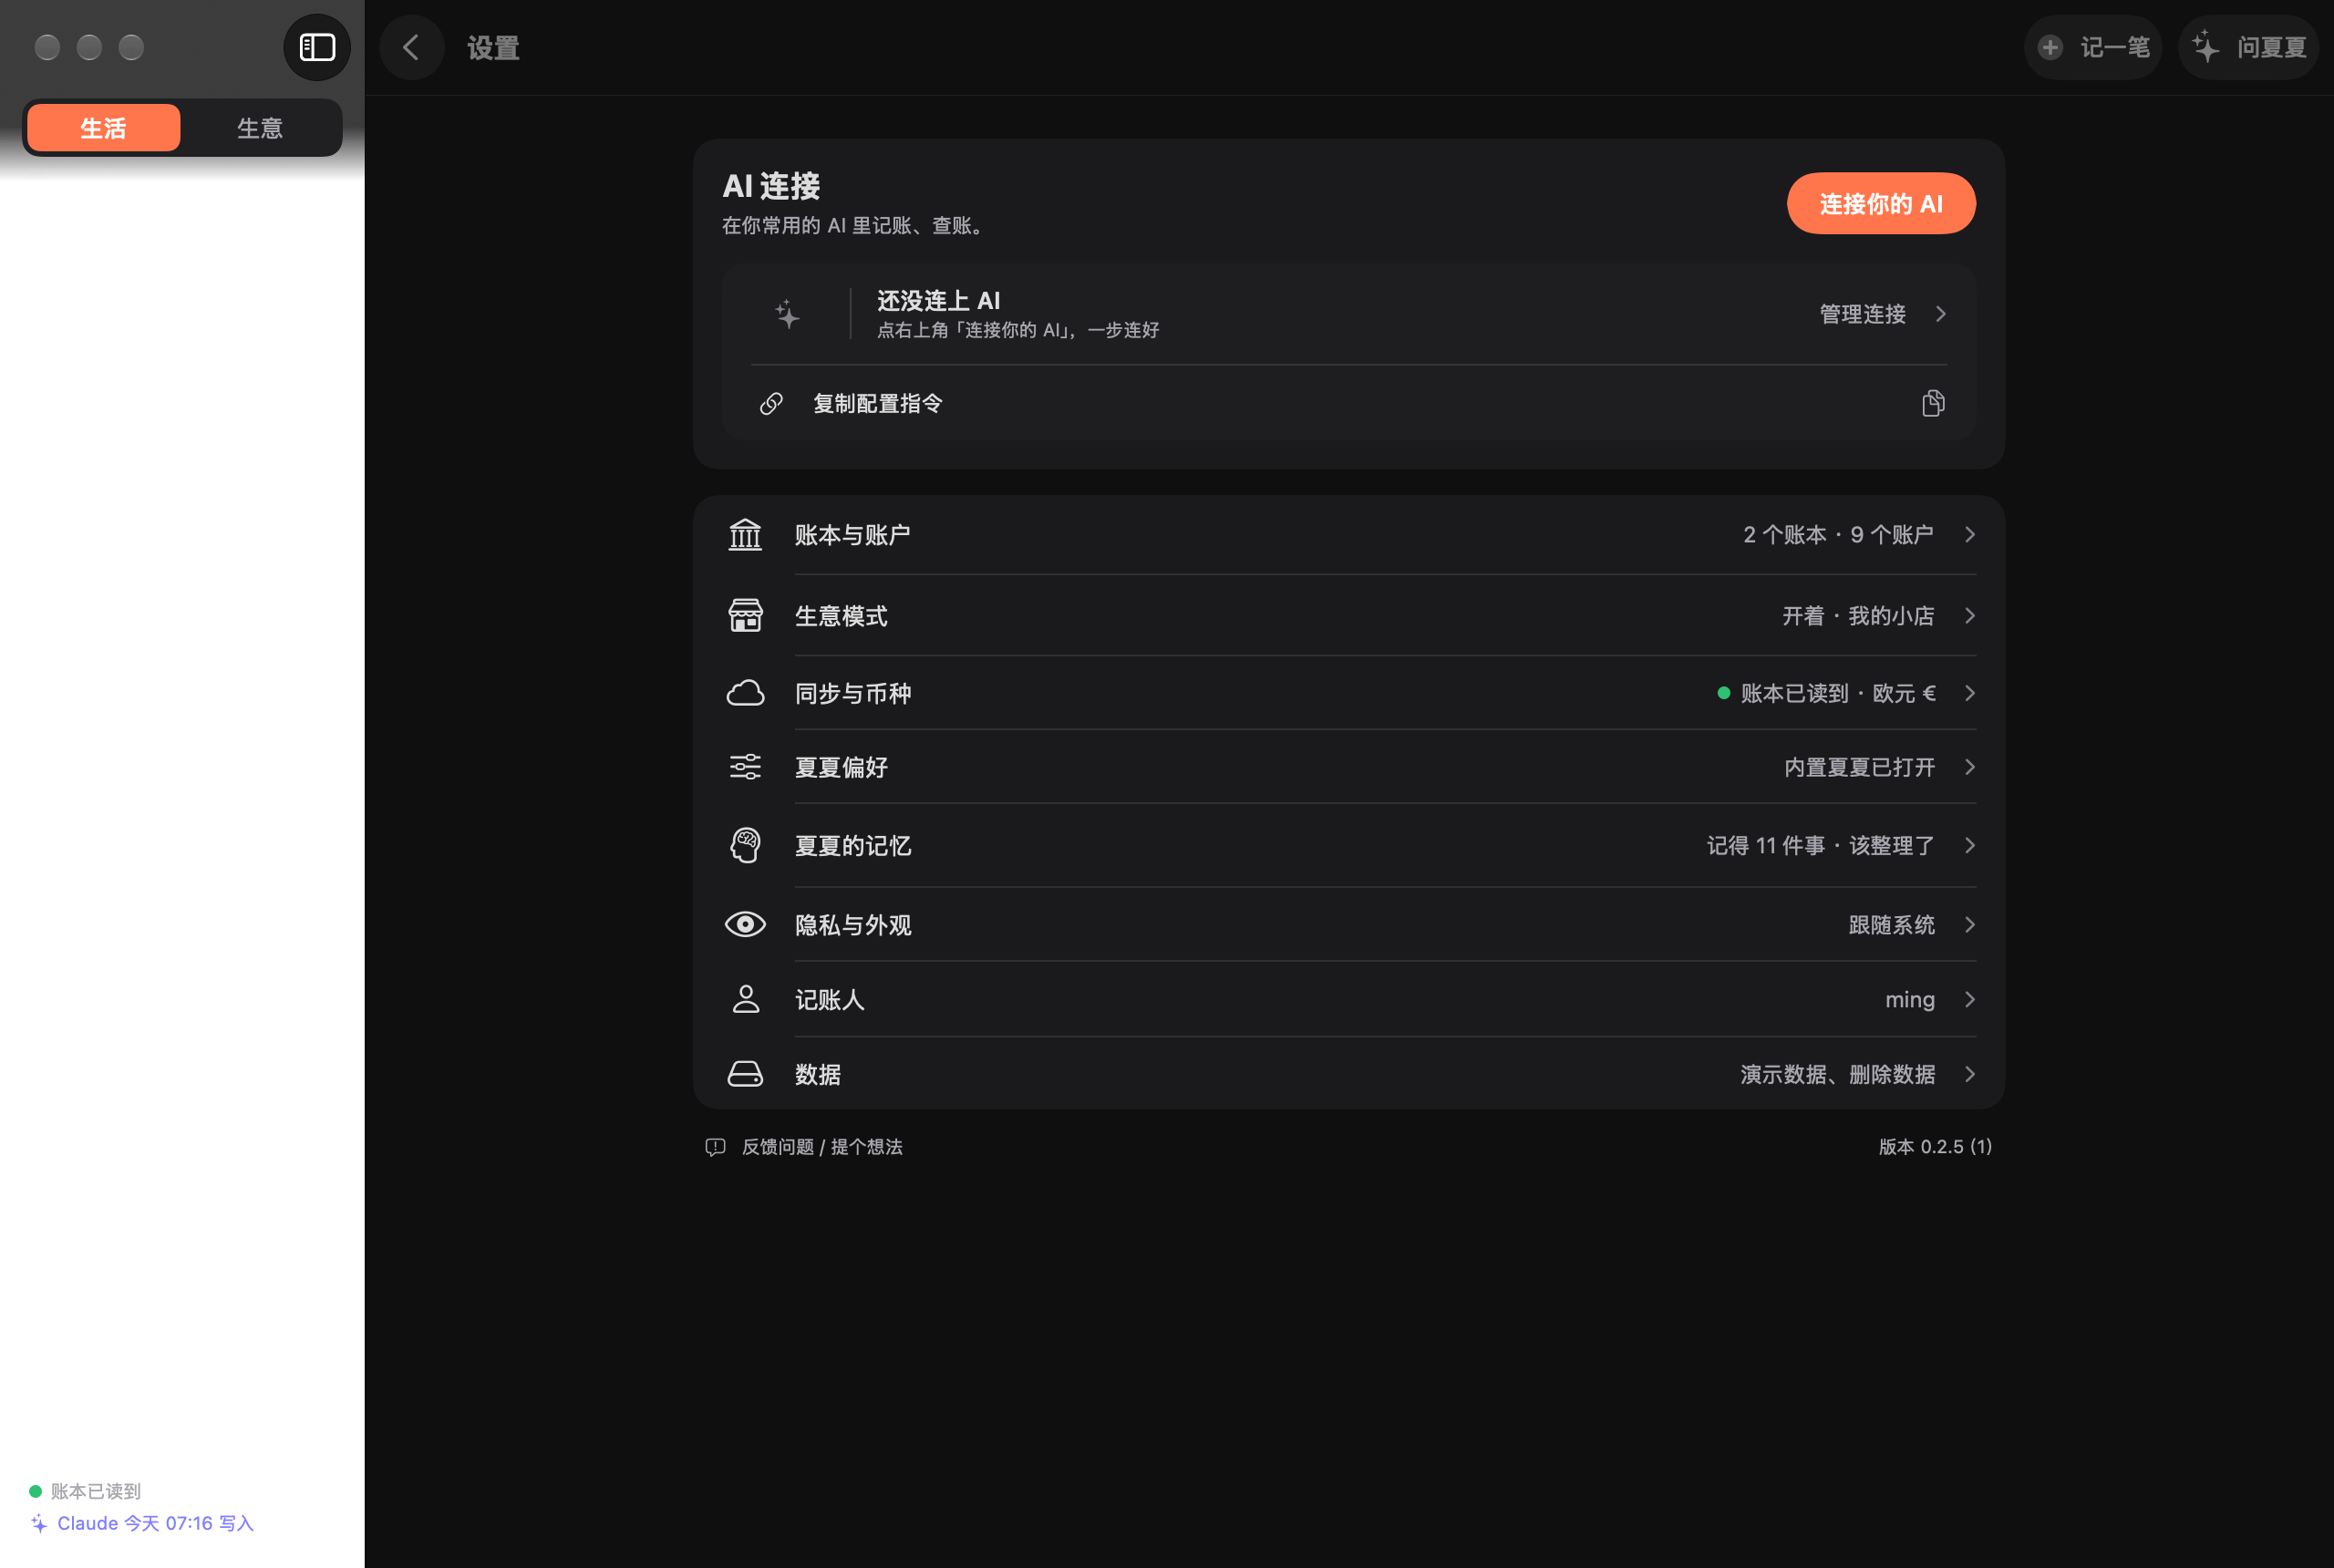 设置
记一笔
问夏夏
生活
生意
AI 连接
在你常用的 AI 里记账、查账。
连接你的 AI
还没连上 AI
点右上角「连接你的 AI」，一步连好
管理连接
复制配置指令
账本与账户
2 个账本 · 9 个账户
生意模式
开着 · 我的小店
同步与币种
账本已读到 · 欧元 €
夏夏偏好
内置夏夏已打开
夏夏的记忆
记得 11 件事 · 该整理了
隐私与外观
跟随系统
记账人
ming
数据
演示数据、删除数据
反馈问题 / 提个想法
版本 0.2.5 (1)
账本已读到
Claude 今天 07:16 写入